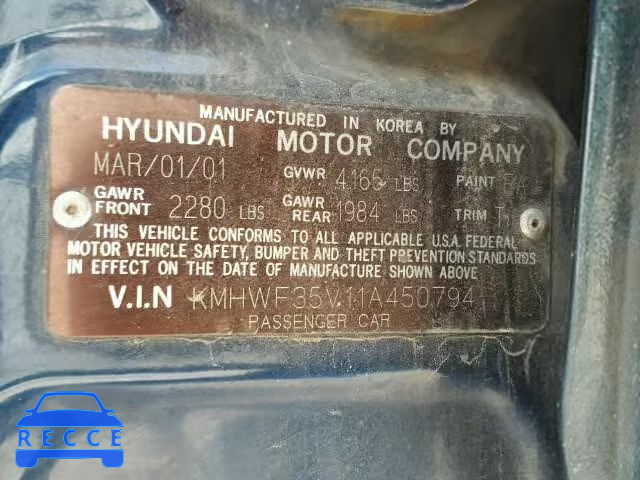 MANUFACTURED IN KOREA BY
HYUNDAI MOTOR COMPANY
MAR/01/01 GVWR 4165 LBS PAINT
GAWR FRONT 2280 LBS GAWR REAR 1984 LBS TRIM T
THIS VEHICLE CONFORMS TO ALL APPLICABLE U.S.A. FEDERAL
MOTOR VEHICLE SAFETY, BUMPER AND THEFT PREVENTION STANDARDS
IN EFFECT ON THE DATE OF MANUFACTURE SHOWN ABOVE
V.I.N KMHWF35V11A450794
PASSENGER CAR
RECCE